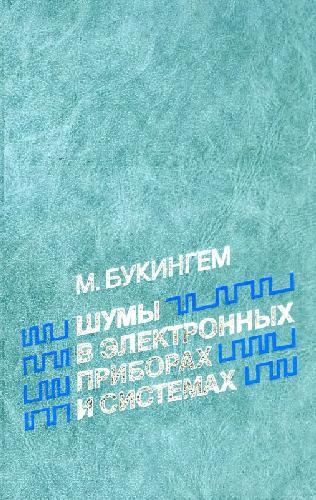 М. БУКИНГЕМ
ШУМЫ
В ЭЛЕКТРОННЫХ
ПРИБОРАХ
И СИСТЕМАХ